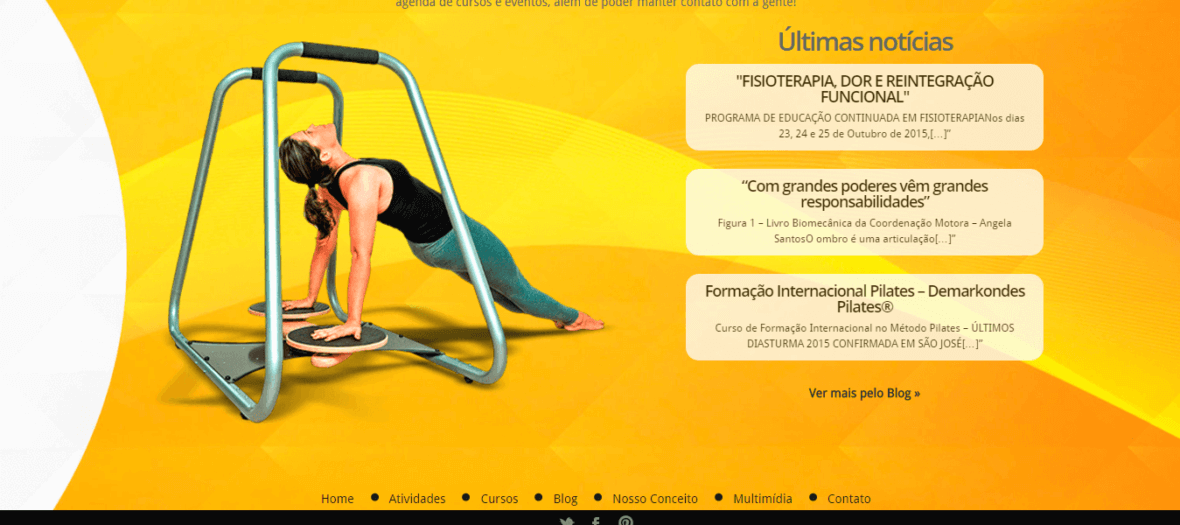 agenda de cursos e eventos, além de poder manter contato com a gente!
Últimas notícias
"FISIOTERAPIA, DOR E REINTEGRAÇÃO
FUNCIONAL"
PROGRAMA DE EDUCAÇÃO CONTINUADA EM FISIOTERAPIANos dias
23, 24 e 25 de Outubro de 2015,[…]"
“Com grandes poderes vêm grandes
responsabilidades”
Figura 1 – Livro Biomecânica da Coordenação Motora – Angela
SantosO ombro é uma articulação[…]"
Formação Internacional Pilates – Demarkondes
Pilates®
Curso de Formação Internacional no Método Pilates – ÚLTIMOS
DIASTURMA 2015 CONFIRMADA EM SÃO JOSÉ[…]"
Ver mais pelo Blog »
Home • Atividades • Cursos • Blog • Nosso Conceito • Multimídia • Contato